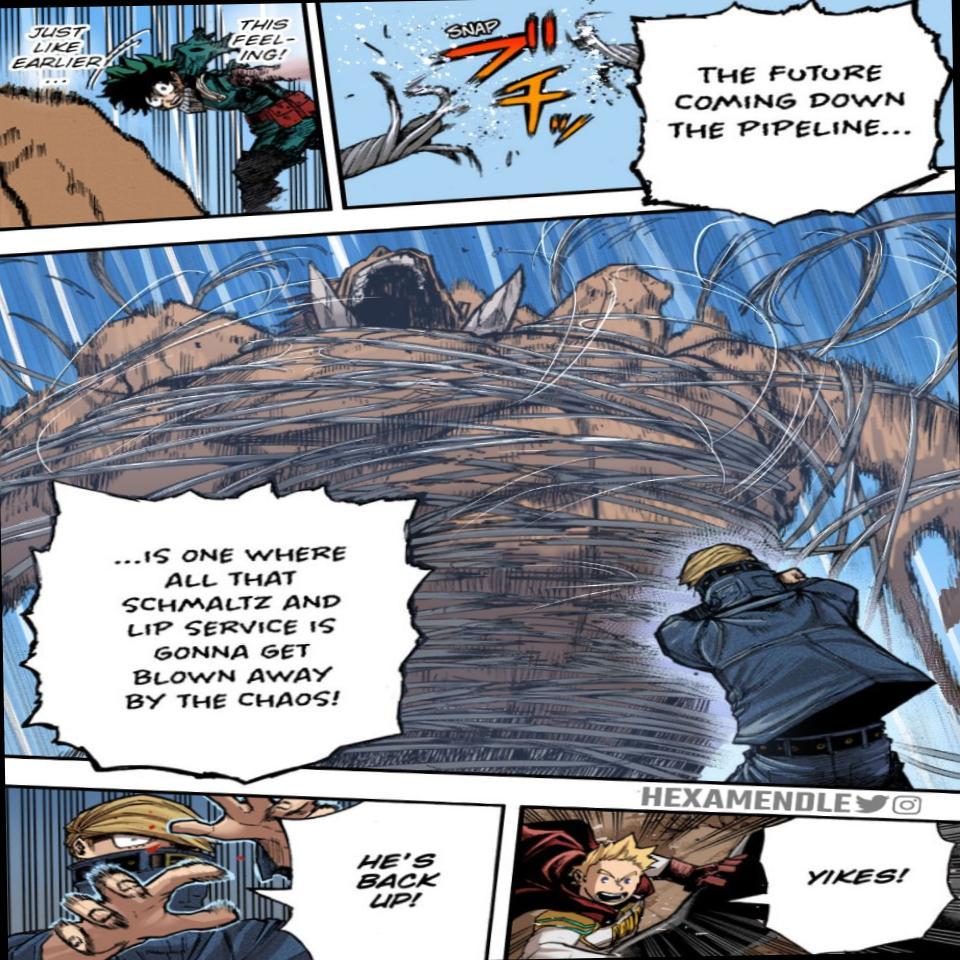 JUST
LIKE
EARLIER
...
THIS
FEEL-
ING!
SNAP
ブチッ
THE FUTURE
COMING DOWN
THE PIPELINE...
...IS ONE WHERE
ALL THAT
SCHMALTZ AND
LIP SERVICE IS
GONNA GET
BLOWN AWAY
BY THE CHAOS!
HEXAMENDLE
HE'S
BACK
UP!
YIKES!